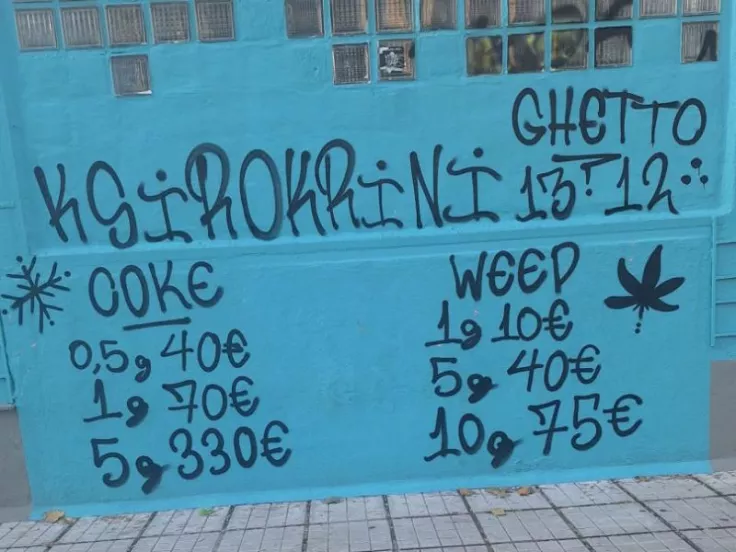 GHETTO
KSIROKRINI 13?12
COKE
0,5g 40€
1g 70€
5g 330€
WEED
1g 10€
5g 40€
10g 75€